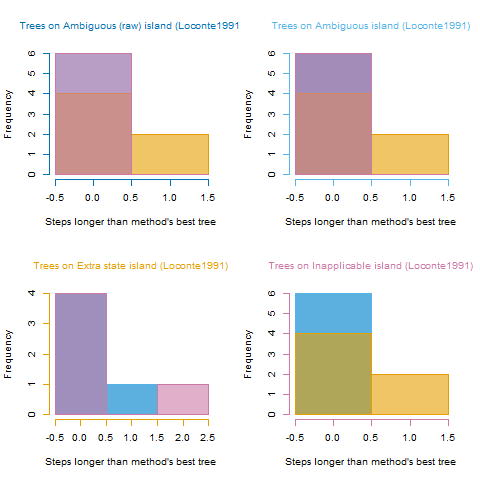 Trees on Ambiguous (raw) island (Loconte1991
Trees on Ambiguous island (Loconte1991)
Frequency
0 1 2 3 4 5 6
-0.5 0.0 0.5 1.0 1.5
Steps longer than method's best tree
Frequency
0 1 2 3 4 5 6
-0.5 0.0 0.5 1.0 1.5
Steps longer than method's best tree
Trees on Extra state island (Loconte1991)
Trees on Inapplicable island (Loconte1991)
Frequency
0 1 2 3 4
-0.5 0.0 0.5 1.0 1.5 2.0 2.5
Steps longer than method's best tree
Frequency
0 1 2 3 4 5 6
-0.5 0.0 0.5 1.0 1.5
Steps longer than method's best tree